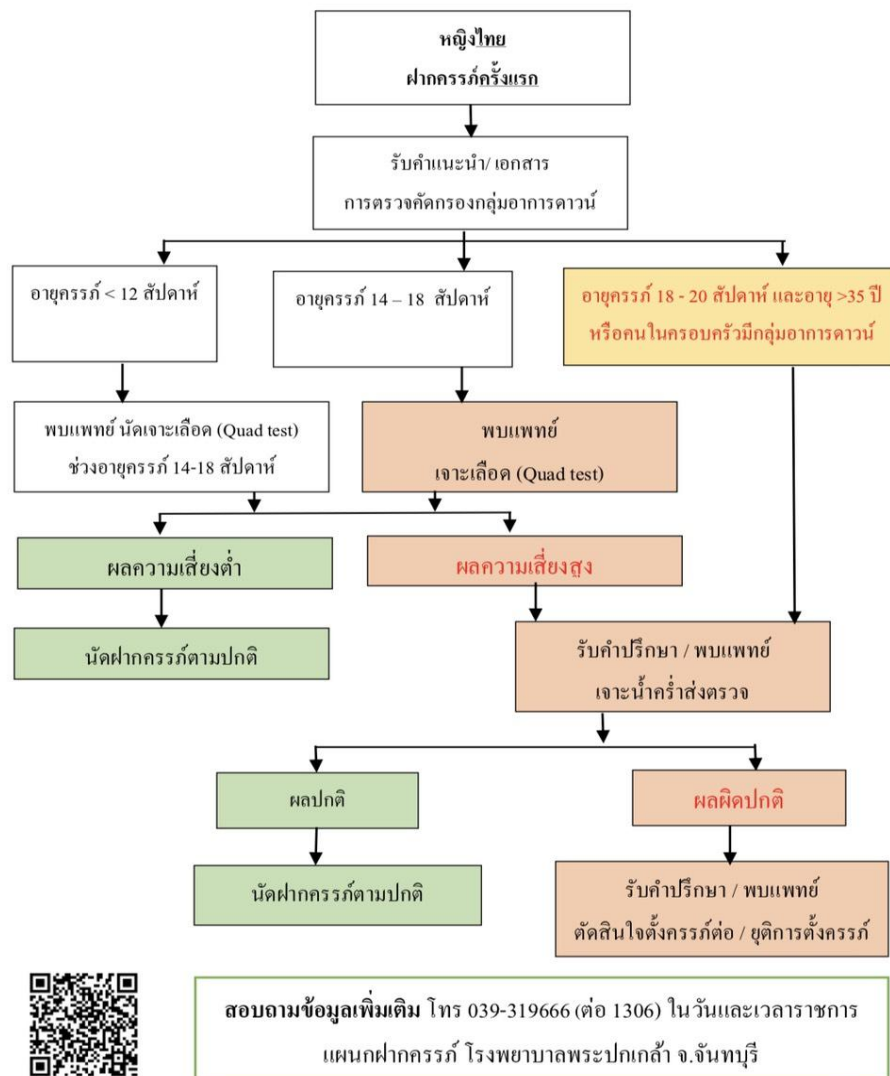 หญิงไทย
ฝากครรภ์ครั้งแรก
รับคำแนะนำ/ เอกสาร
การตรวจคัดกรองกลุ่มอาการดาวน์
อายุครรภ์ < 12 สัปดาห์
อายุครรภ์ 14 – 18 สัปดาห์
อายุครรภ์ 18 - 20 สัปดาห์ และอายุ >35 ปี
หรือคนในครอบครัวมีกลุ่มอาการดาวน์
พบแพทย์ นัดเจาะเลือด (Quad test)
ช่วงอายุครรภ์ 14-18 สัปดาห์
พบแพทย์
เจาะเลือด (Quad test)
ผลความเสี่ยงต่ำ
ผลความเสี่ยงสูง
นัดฝากครรภ์ตามปกติ
รับคำปรึกษา / พบแพทย์
เจาะน้ำคร่ำส่งตรวจ
ผลปกติ
ผลผิดปกติ
นัดฝากครรภ์ตามปกติ
รับคำปรึกษา / พบแพทย์
ตัดสินใจตั้งครรภ์ต่อ / ยุติการตั้งครรภ์
สอบถามข้อมูลเพิ่มเติม โทร 039-319666 (ต่อ 1306) ในวันและเวลาราชการ
แผนกฝากครรภ์ โรงพยาบาลพระปกเกล้า จ.จันทบุรี